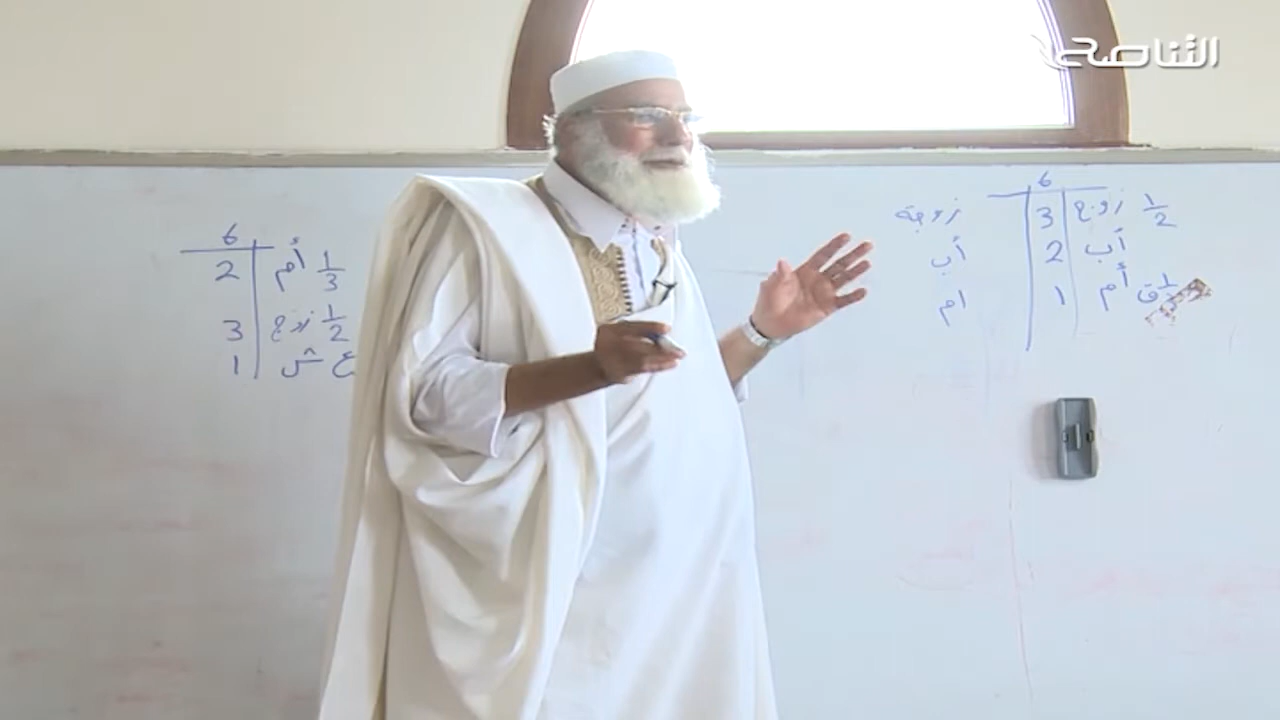 التناصح
6
1/2 زوج 3
أب 2
1/3 ق أم 1
زوجة
أب
ام
6
1/3 أم 2
1/2 زوج 3
ع ش 1